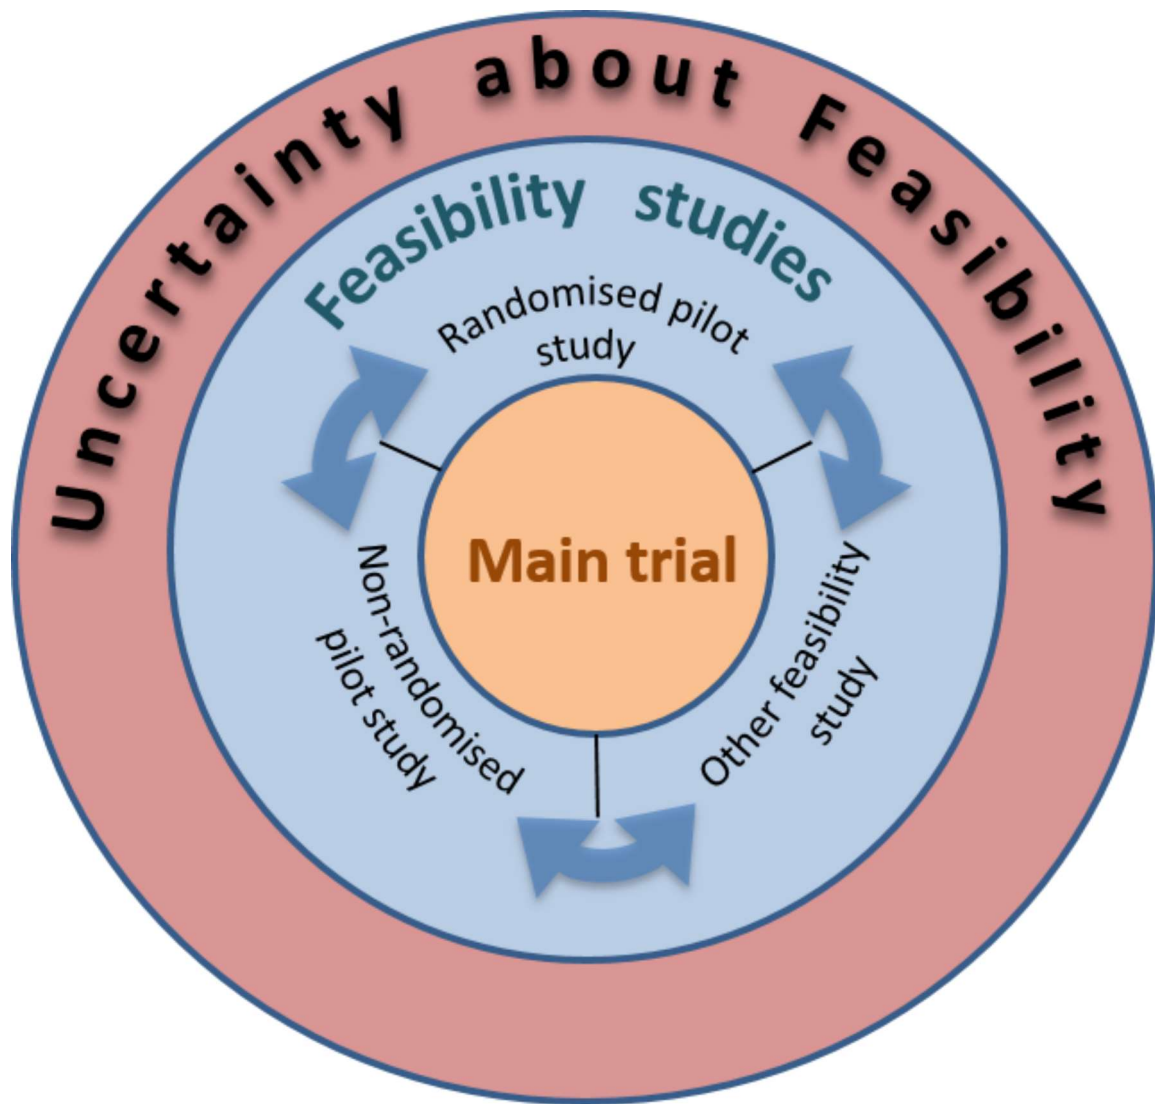 Uncertainty about Feasibility
Feasibility studies
Randomised pilot
study
Non-randomised
pilot study
Other feasibility
study
Main trial